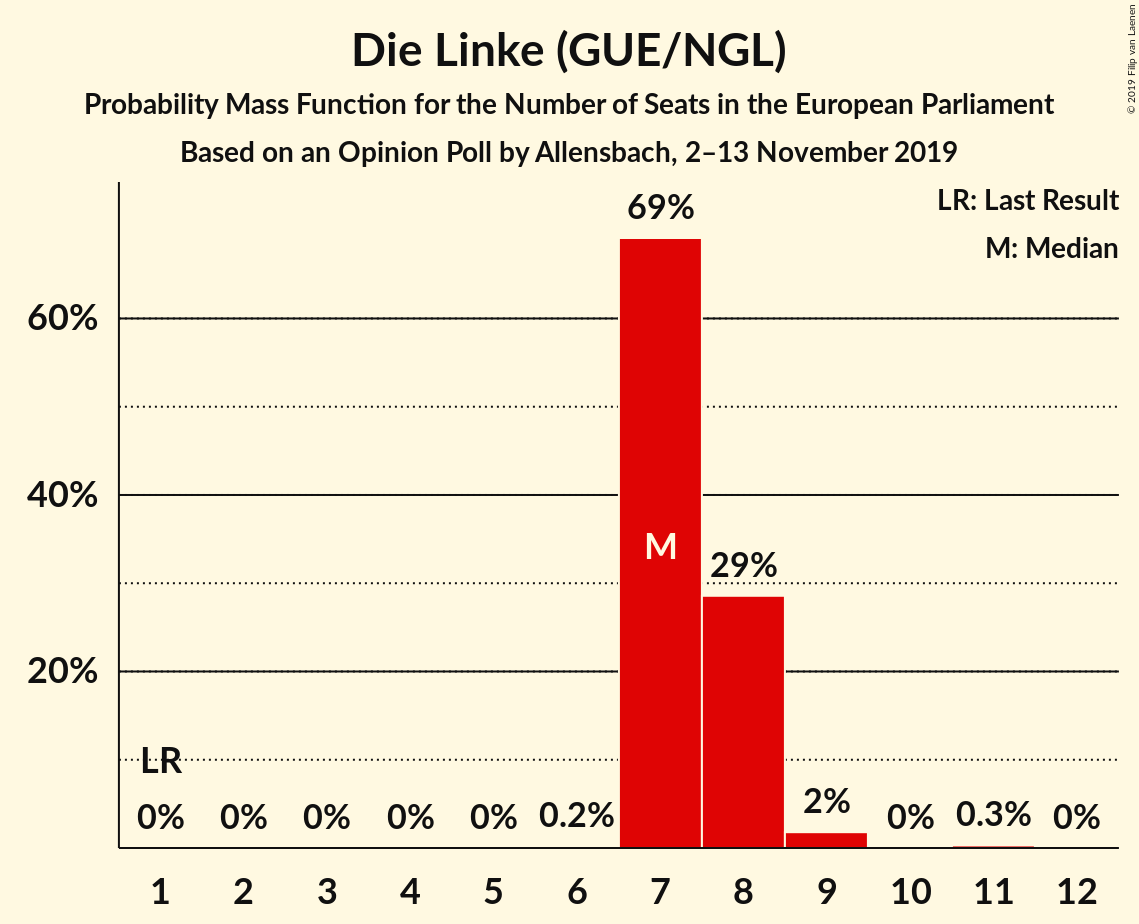 Die Linke (GUE/NGL)
Probability Mass Function for the Number of Seats in the European Parliament
Based on an Opinion Poll by Allensbach, 2–13 November 2019
© 2019 Filip van Laenen
LR: Last Result
M: Median
69%
60%
40%
M
29%
20%
LR
0%
0%
0%
0%
0%
0.2%
2%
0%
0.3%
0%
1 2 3 4 5 6 7 8 9 10 11 12